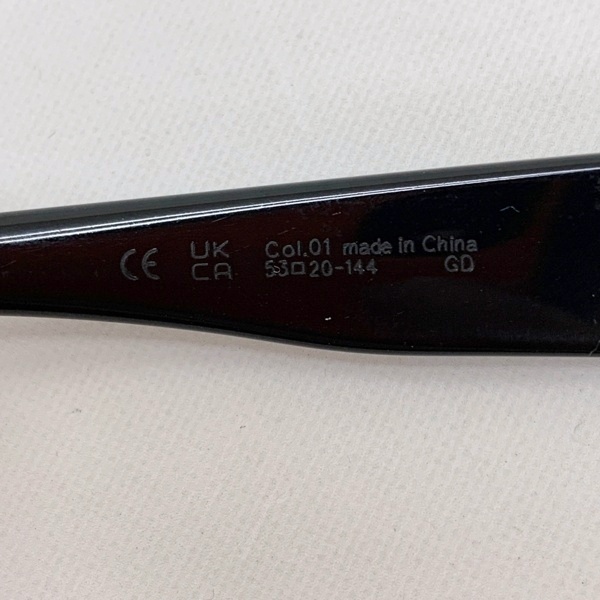 CE UK Col.01 made in China
CA 53□20-144 GD